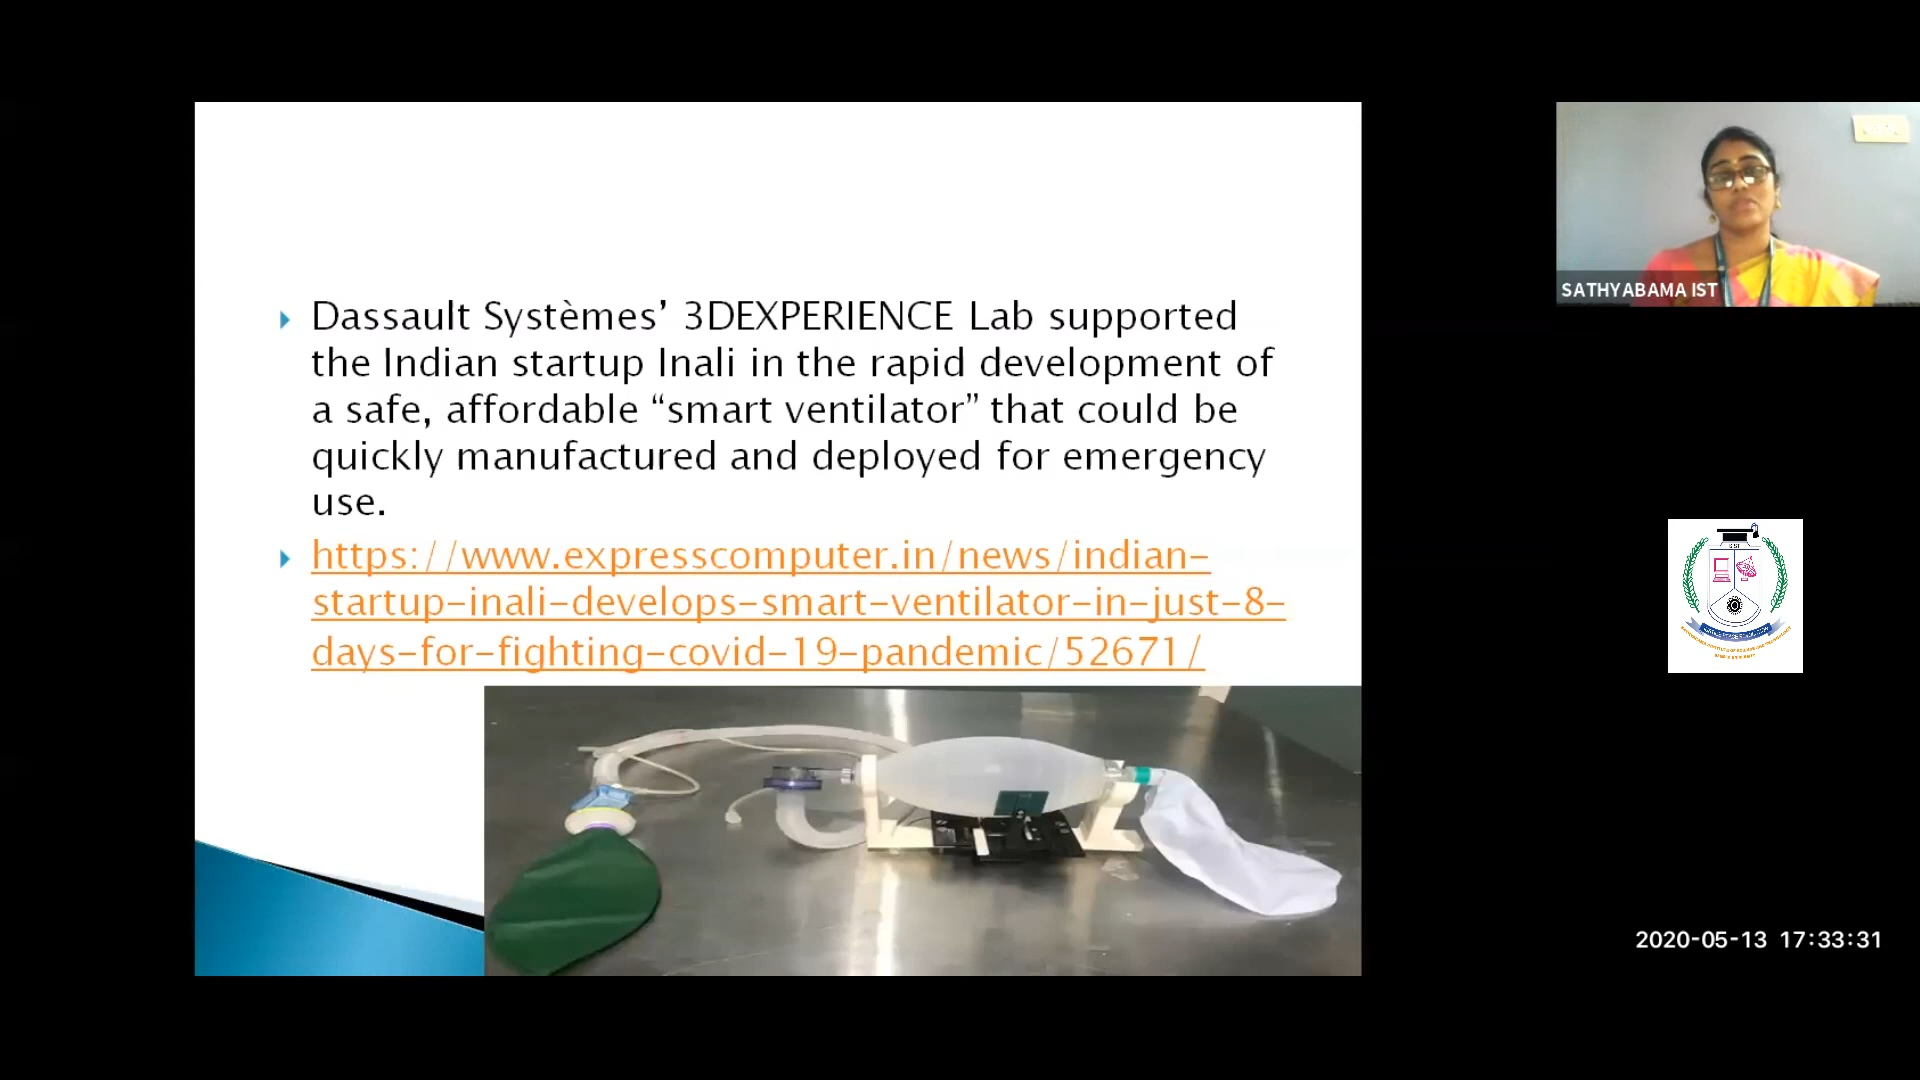 Dassault Systèmes’ 3DEXPERIENCE Lab supported
the Indian startup Inali in the rapid development of
a safe, affordable “smart ventilator” that could be
quickly manufactured and deployed for emergency
use.
https://www.expresscomputer.in/news/indian-
startup-inali-develops-smart-ventilator-in-just-8-
days-for-fighting-covid-19-pandemic/52671/
SATHYABAMA IST
2020-05-13 17:33:31